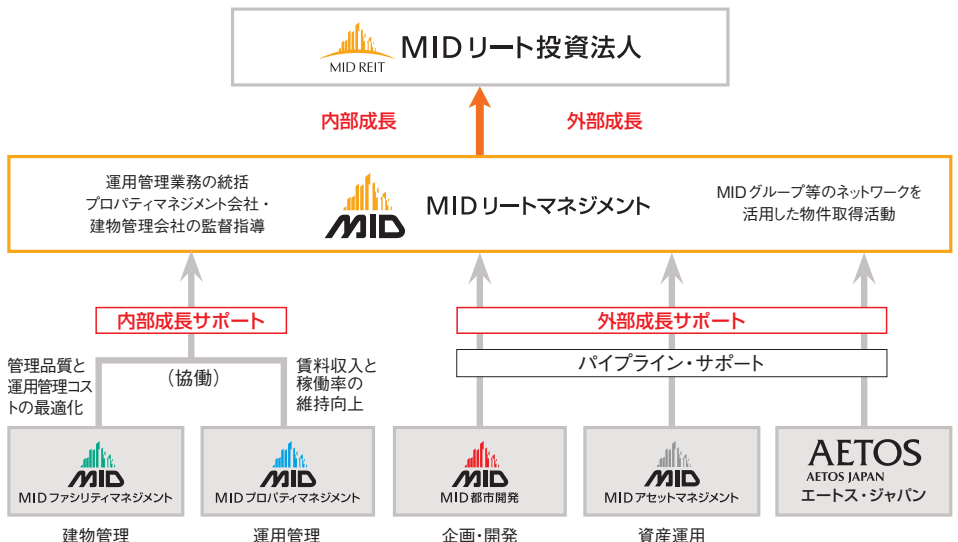 MID REIT
MIDリート投資法人
内部成長
外部成長
運用管理業務の統括
プロパティマネジメント会社・
建物管理会社の監督指導
MID
MIDリートマネジメント
MIDグループ等のネットワークを
活用した物件取得活動
内部成長サポート
外部成長サポート
管理品質と
運用管理コス
トの最適化
(協働)
賃料収入と
稼働率の
維持向上
パイプライン・サポート
MID
MIDファシリティマネジメント
MID
MIDプロパティマネジメント
MID
MID都市開発
MID
MIDアセットマネジメント
AETOS
AETOS JAPAN
エートス・ジャパン
建物管理
運用管理
企画・開発
資産運用